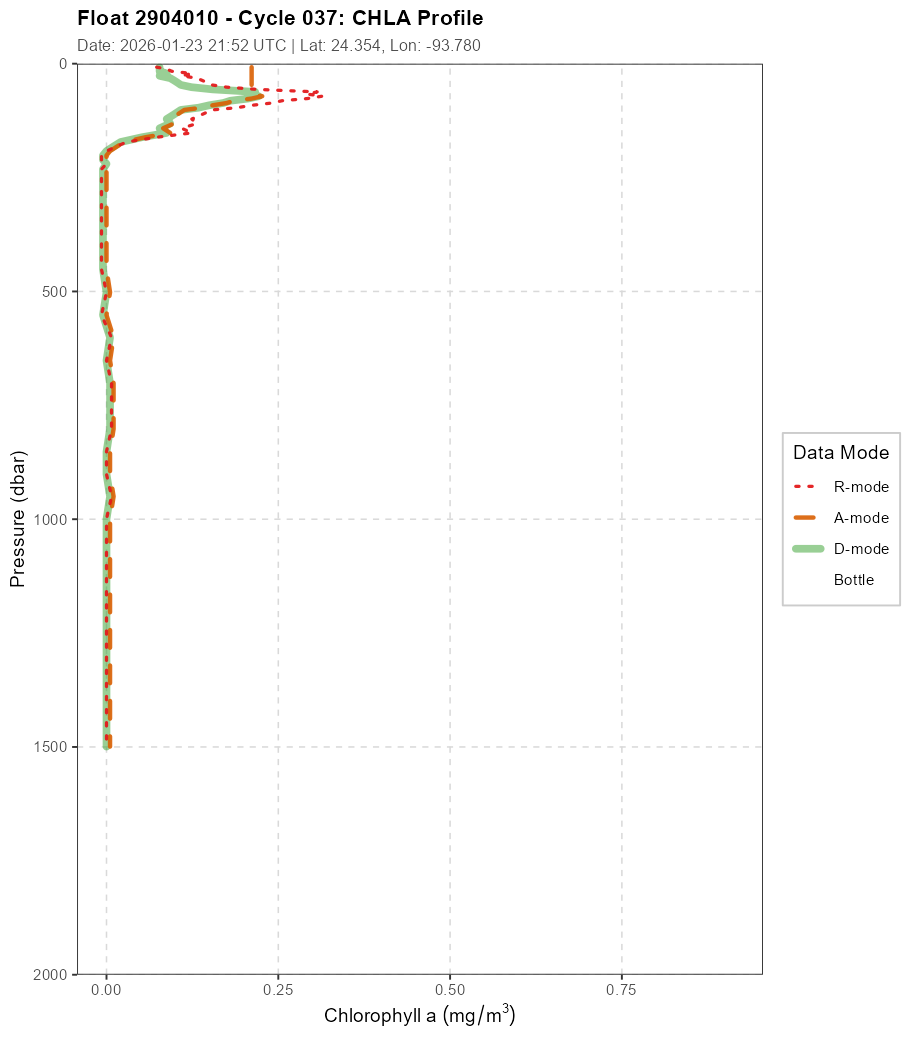 Float 2904010 - Cycle 037: CHLA Profile
Date: 2026-01-23 21:52 UTC | Lat: 24.354, Lon: -93.780
0
500
1000
1500
2000
Pressure (dbar)
0.00
0.25
0.50
0.75
Chlorophyll a (mg/m³)
Data Mode
R-mode
A-mode
D-mode
Bottle